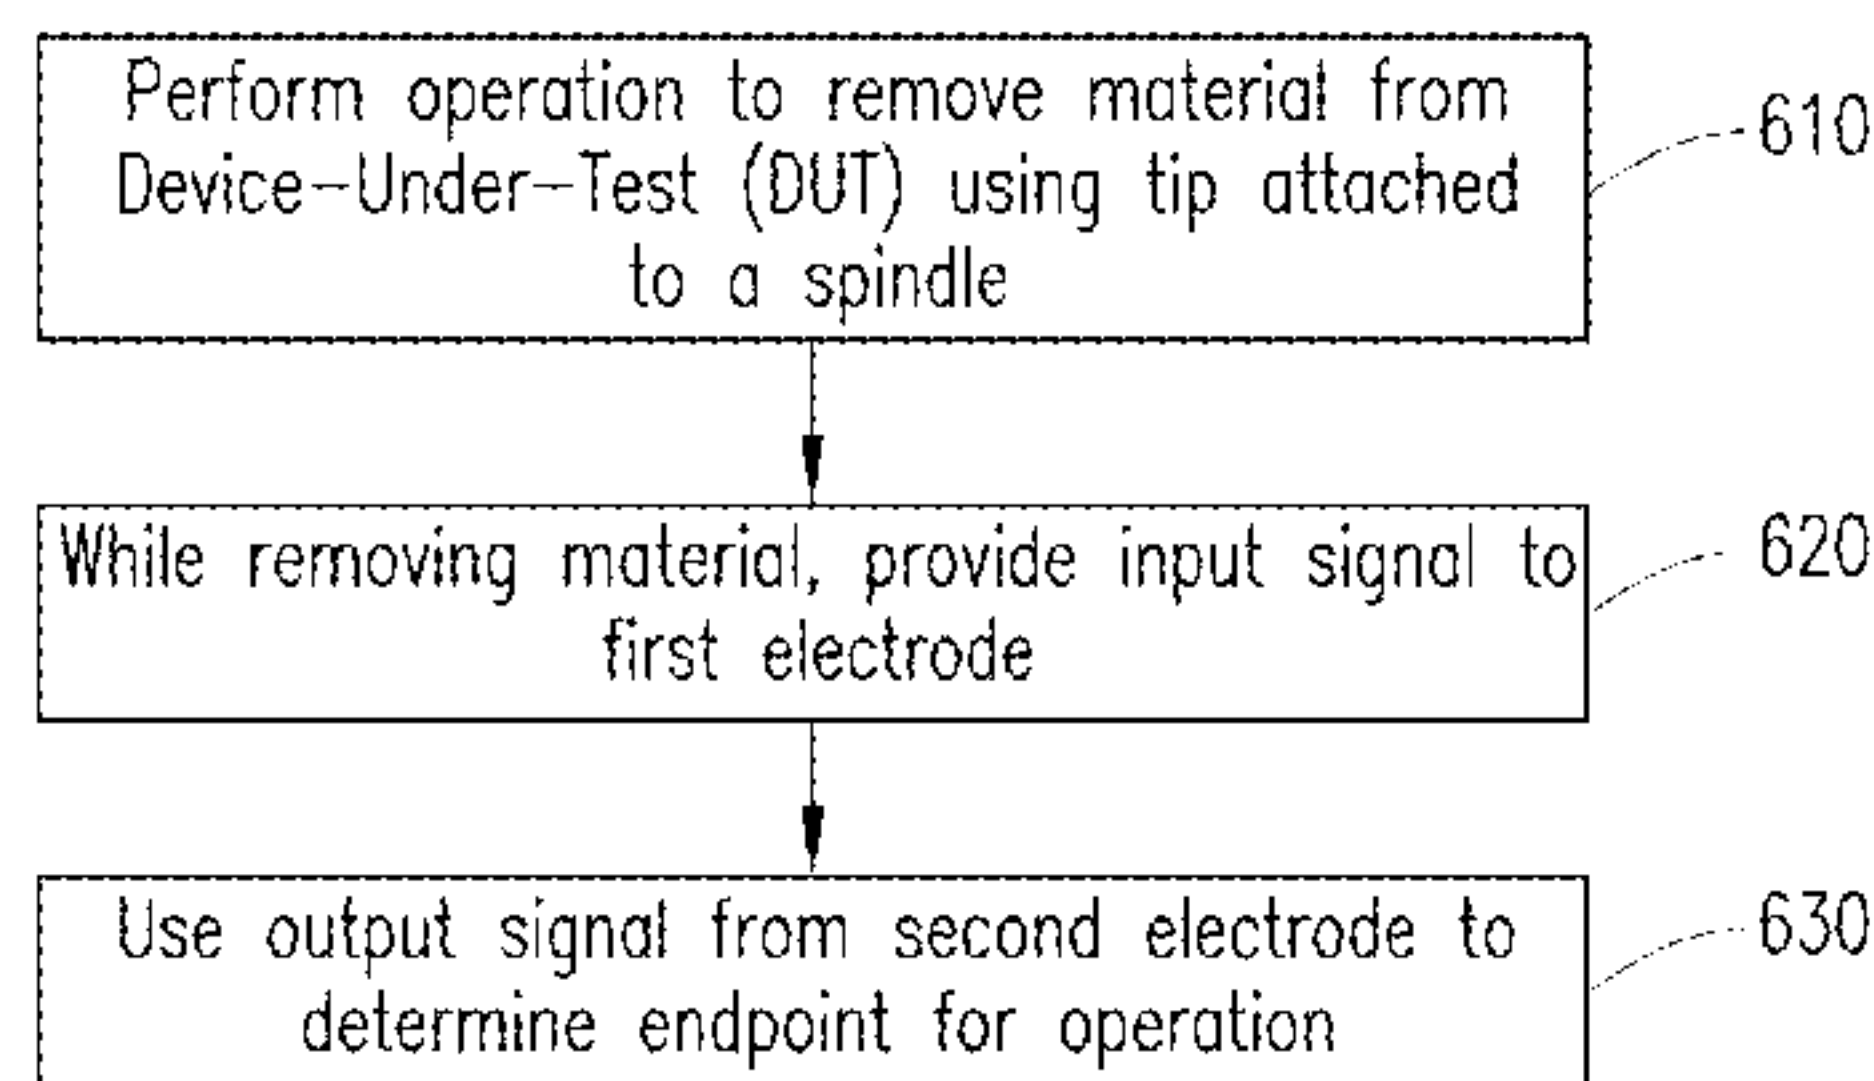 Perform operation to remove material from
Device-Under-Test (DUT) using tip attached
to a spindle
610
While removing material, provide input signal to
first electrode
620
Use output signal from second electrode to
determine endpoint for operation
630